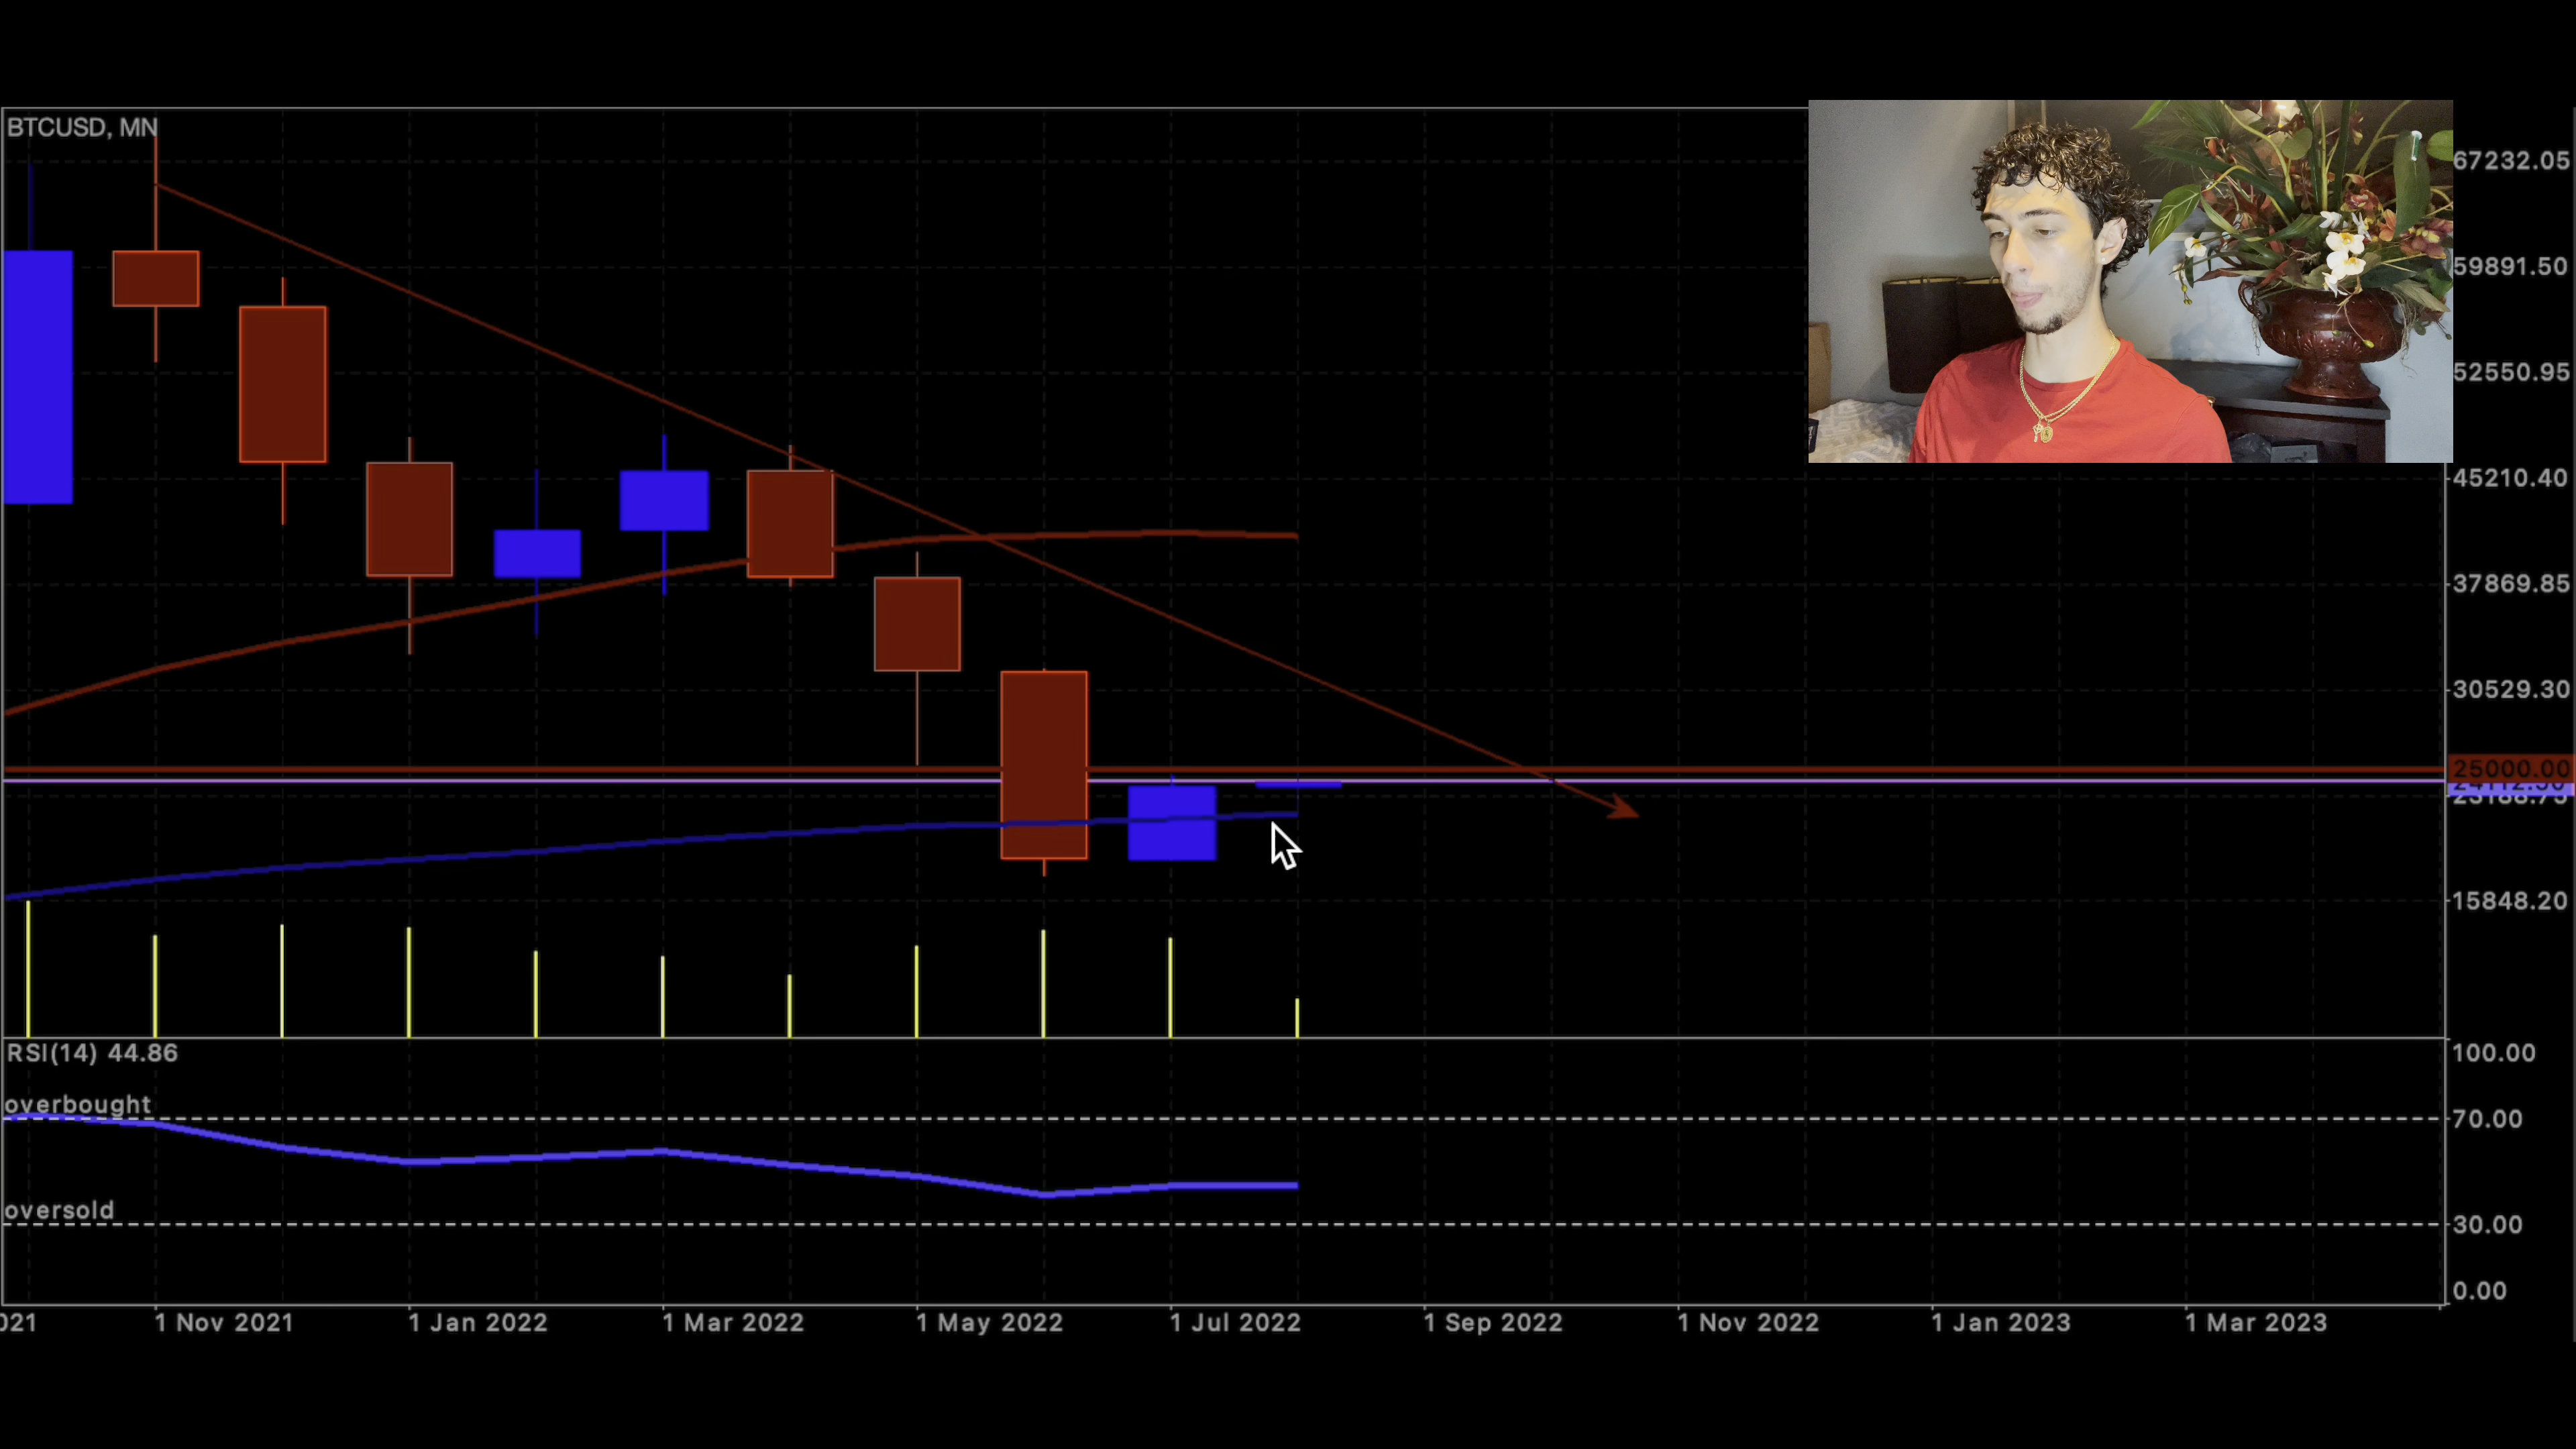 BTCUSD, MN
67232.05
59891.50
52550.95
45210.40
37869.85
30529.30
25000.00
15848.20
RSI(14) 44.86
100.00
overbought
70.00
oversold
30.00
0.00
1 Nov 2021
1 Jan 2022
1 Mar 2022
1 May 2022
1 Jul 2022
1 Sep 2022
1 Nov 2022
1 Jan 2023
1 Mar 2023